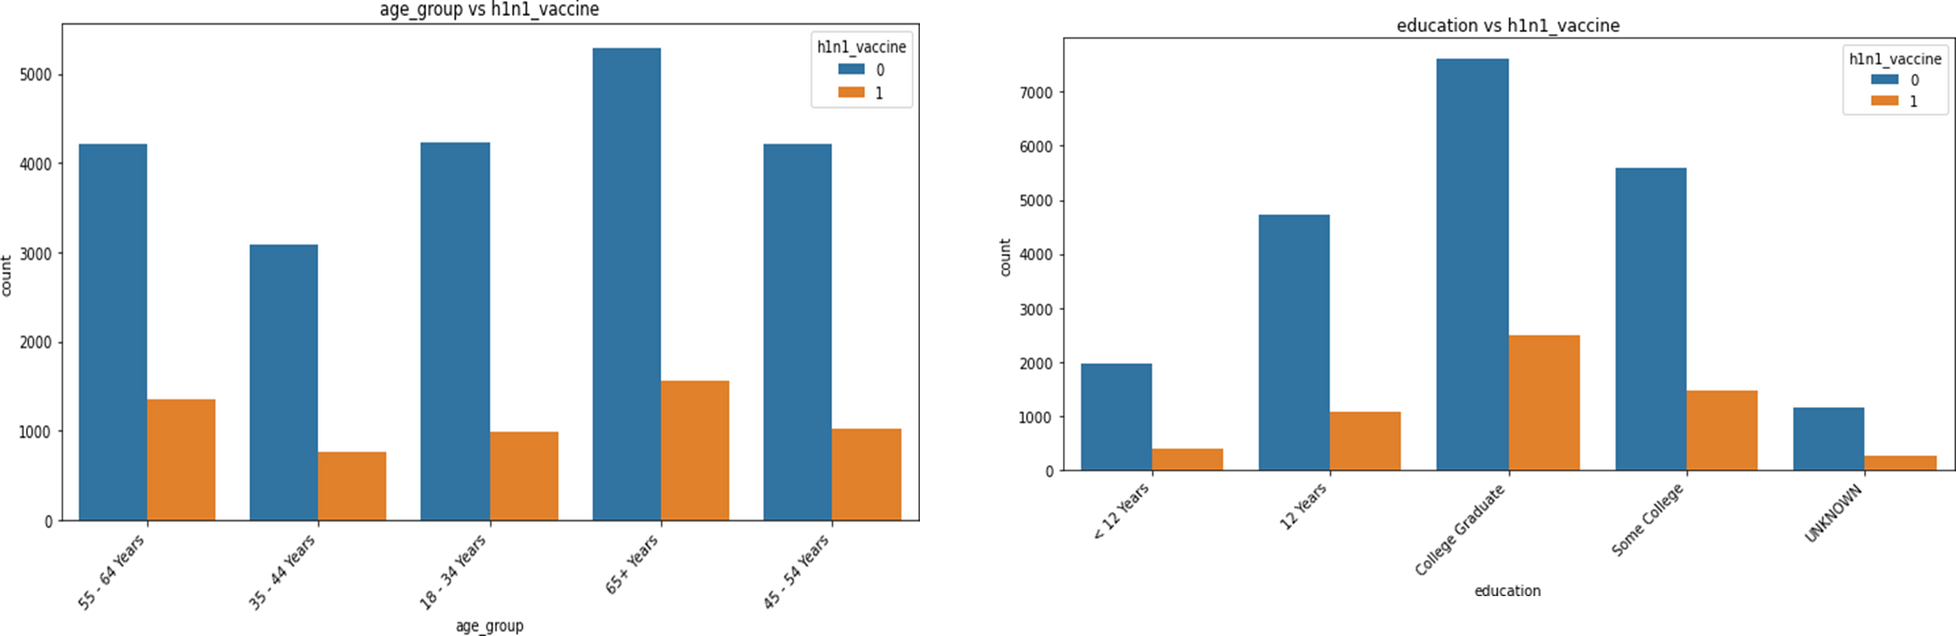 age_group vs h1n1_vaccine
h1n1_vaccine
0
1
5000
4000
3000
2000
1000
0
count
55 - 64 Years
35 - 44 Years
18 - 34 Years
65+ Years
45 - 54 Years
age_group
education vs h1n1_vaccine
h1n1_vaccine
0
1
7000
6000
5000
4000
3000
2000
1000
0
count
< 12 Years
12 Years
College Graduate
Some College
UNKNOWN
education